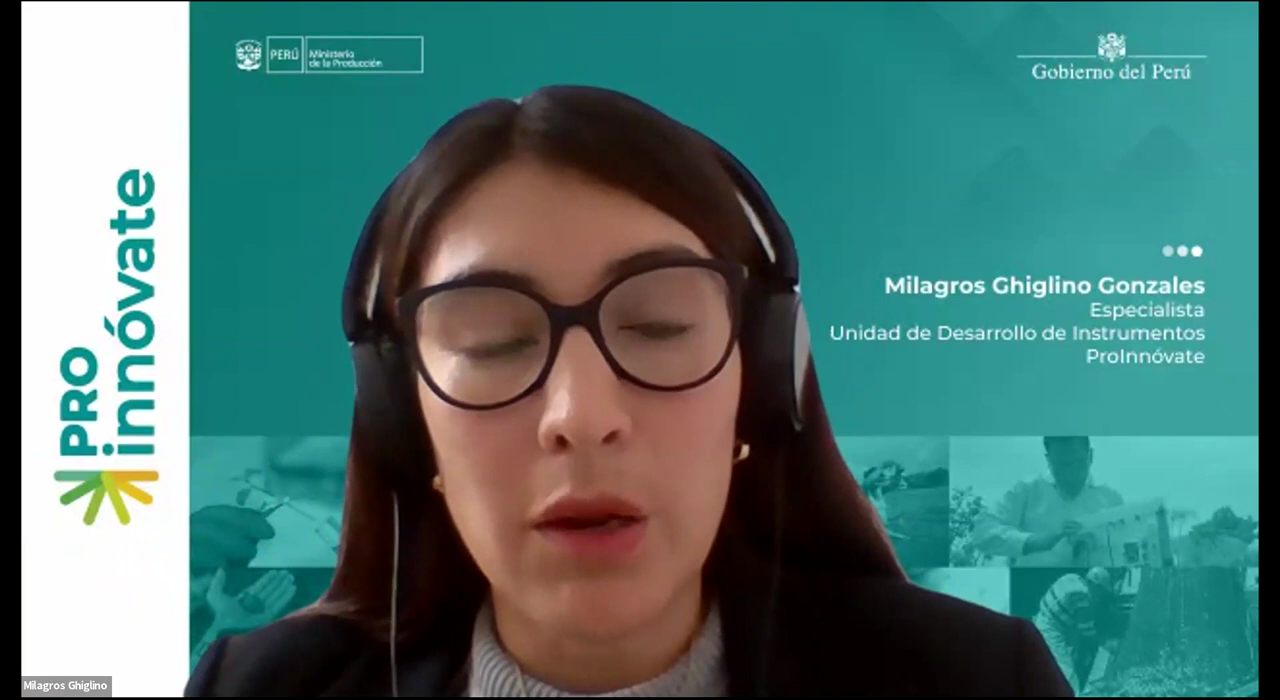 PERÚ
Ministerio
de la Producción
Gobierno del Perú
PRO
innóvate
Milagros Ghiglino Gonzales
Especialista
Unidad de Desarrollo de Instrumentos
ProInnóvate
Milagros Ghiglino